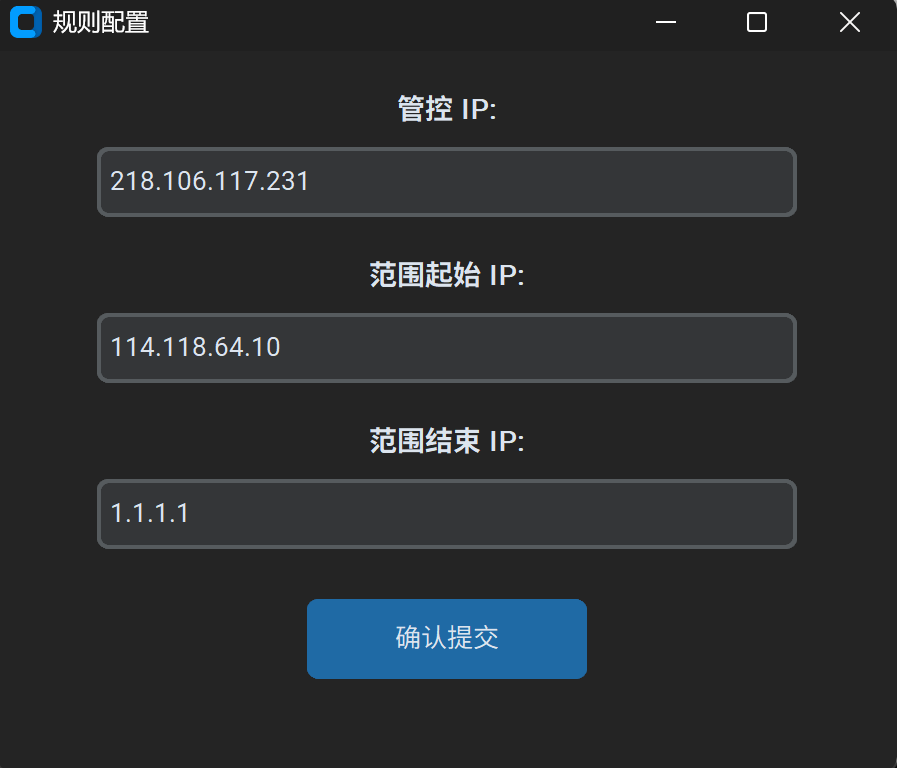 规则配置
管控 IP:
218.106.117.231
范围起始 IP:
114.118.64.10
范围结束 IP:
1.1.1.1
确认提交